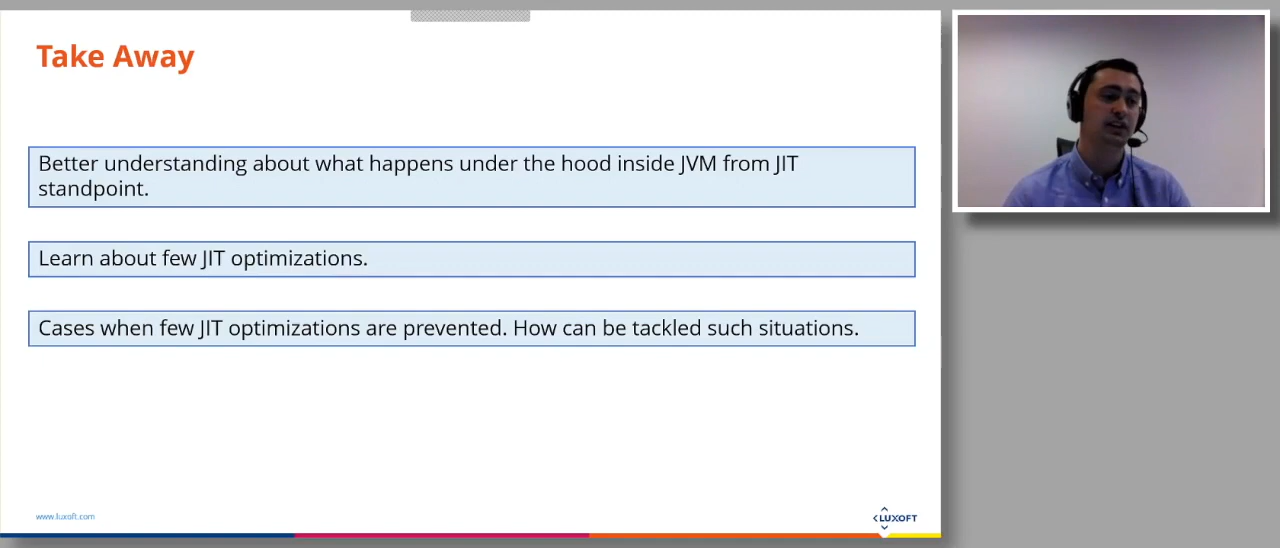 Take Away
Better understanding about what happens under the hood inside JVM from JIT
standpoint.
Learn about few JIT optimizations.
Cases when few JIT optimizations are prevented. How can be tackled such situations.
www.luxoft.com
LUXOFT